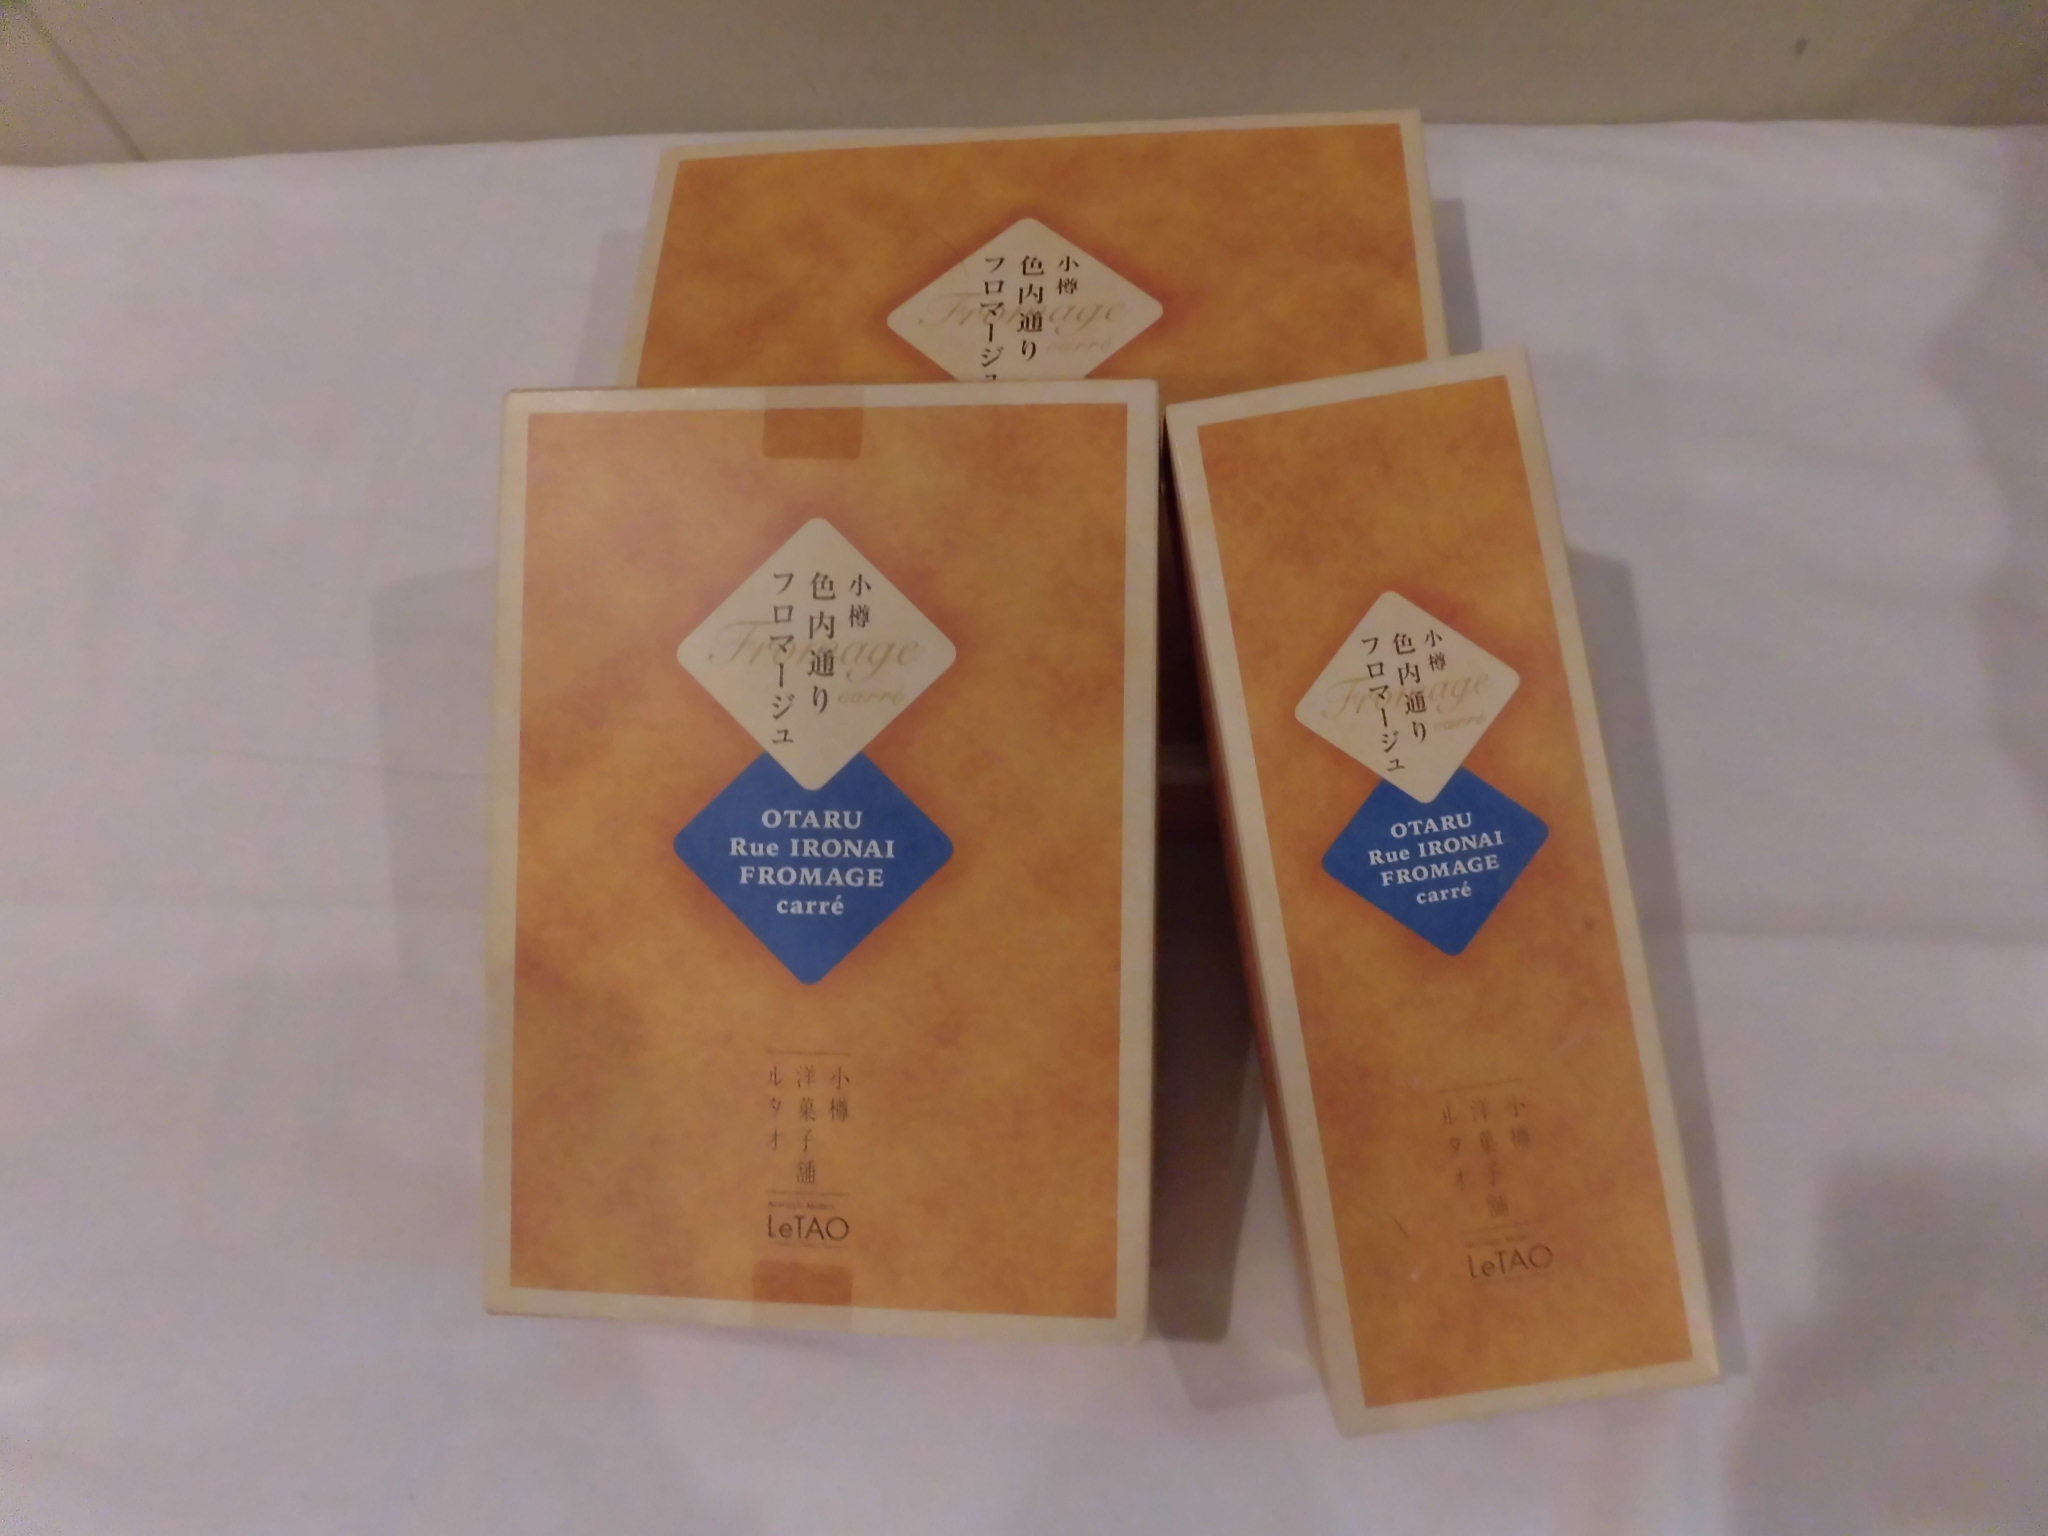 小樽
色内通り
フロマージュ
Fromage
carré
小樽
色内通り
フロマージュ
Fromage
carré
OTARU
Rue IRONAI
FROMAGE
carré
小樽
洋菓子舗
ルタオ
LeTAO
小樽
色内通り
フロマージュ
Fromage
carré
OTARU
Rue IRONAI
FROMAGE
carré
小樽
洋菓子舗
ルタオ
LeTAO